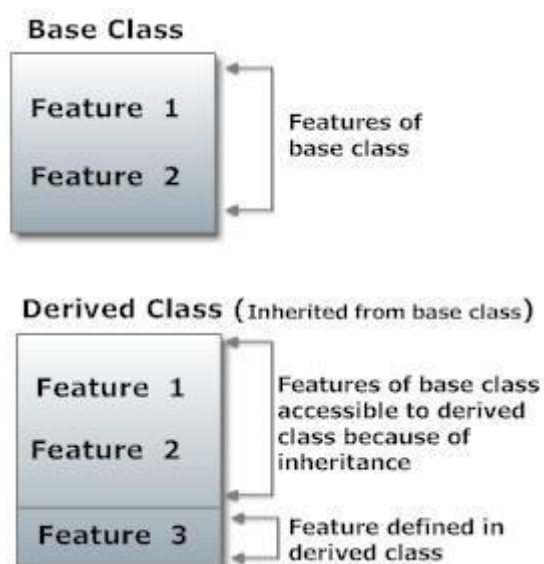 Base Class
Feature 1
Feature 2
Features of
base class
Derived Class (Inherited from base class)
Feature 1
Feature 2
Features of base class
accessible to derived
class because of
inheritance
Feature 3
Feature defined in
derived class